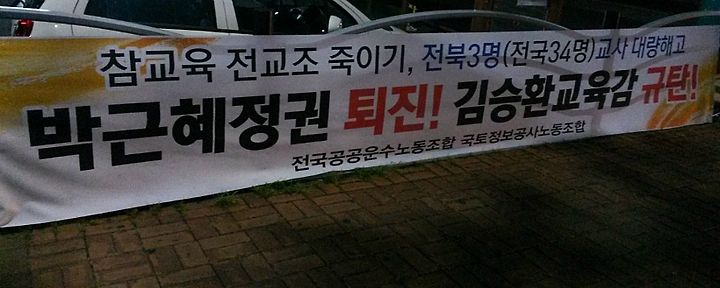 참교육 전교조 죽이기, 전북3명(전국34명)교사 대량해고
박근혜정권 퇴진! 김승환교육감 규탄!
전국공공운수노동조합 국토정보공사노동조합